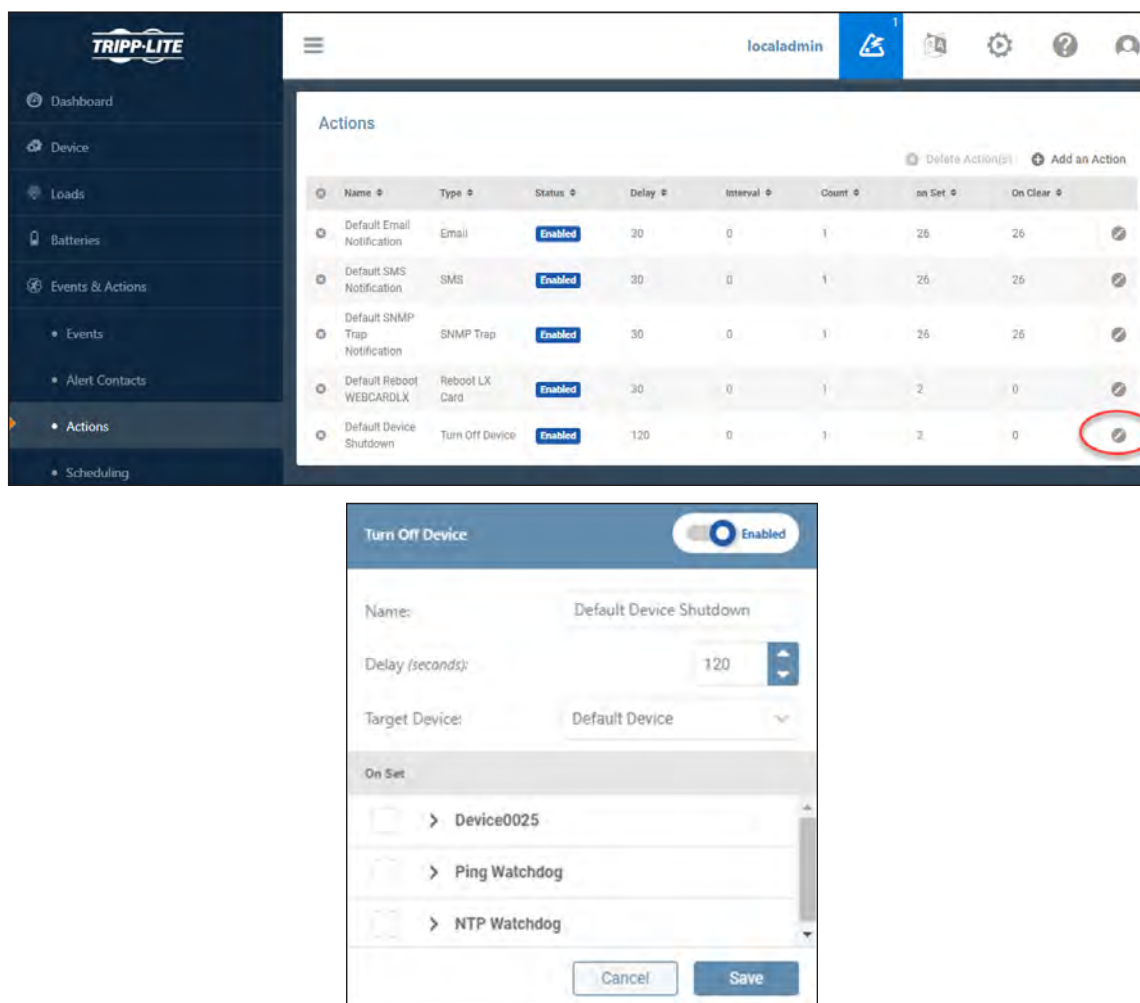 TRIPP·LITE
localadmin
1
Dashboard
Device
Loads
Batteries
Events & Actions
Events
Alert Contacts
Actions
Scheduling
Actions
Delete Action(s) Add an Action
Name Type Status Delay Interval Count on Set On Clear
Default Email
Notification
Email Enabled 30 0 1 26 26
Default SMS
Notification
SMS Enabled 30 0 1 26 26
Default SNMP
Trap
Notification
SNMP Trap Enabled 30 0 1 26 26
Default Reboot
WEBCARDLX
Reboot LX
Card
Enabled 30 0 1 2 0
Default Device
Shutdown
Turn Off Device Enabled 120 0 1 2 0
Turn Off Device Enabled
Name: Default Device Shutdown
Delay (seconds): 120
Target Device: Default Device
On Set
Device0025
Ping Watchdog
NTP Watchdog
Cancel Save